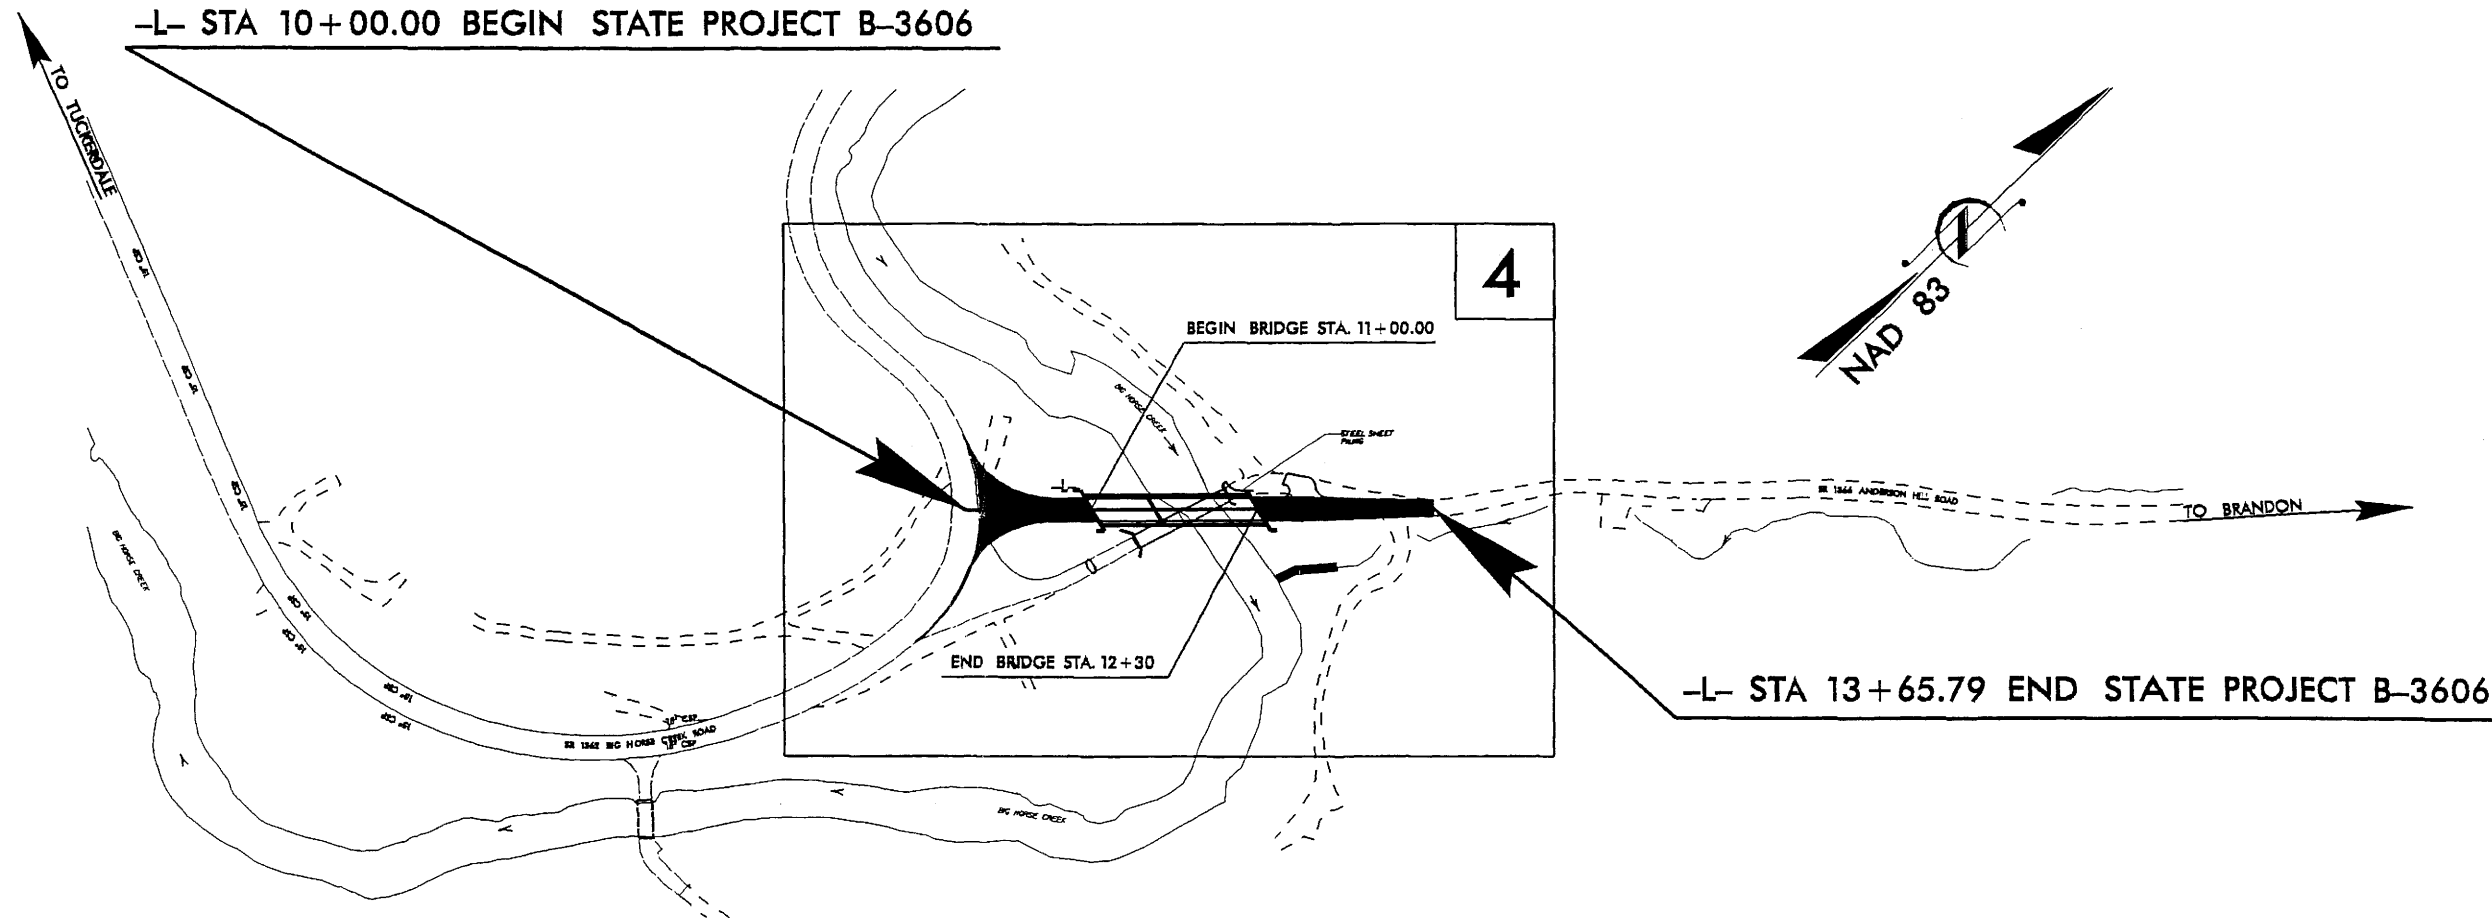 -L- STA 10+00.00 BEGIN STATE PROJECT B-3606
TO TUCKERDALE
4
NAD 83
BEGIN BRIDGE STA. 11+00.00
BIG HORSE CREEK
STEEL SHEET
PILING
-L-
SR 1366 ANDERSON HILL ROAD
TO BRANDON
BIG HORSE CREEK
END BRIDGE STA. 12+30
-L- STA 13+65.79 END STATE PROJECT B-3606
SR 1362 BIG HORSE CREEK ROAD
BIG HORSE CREEK